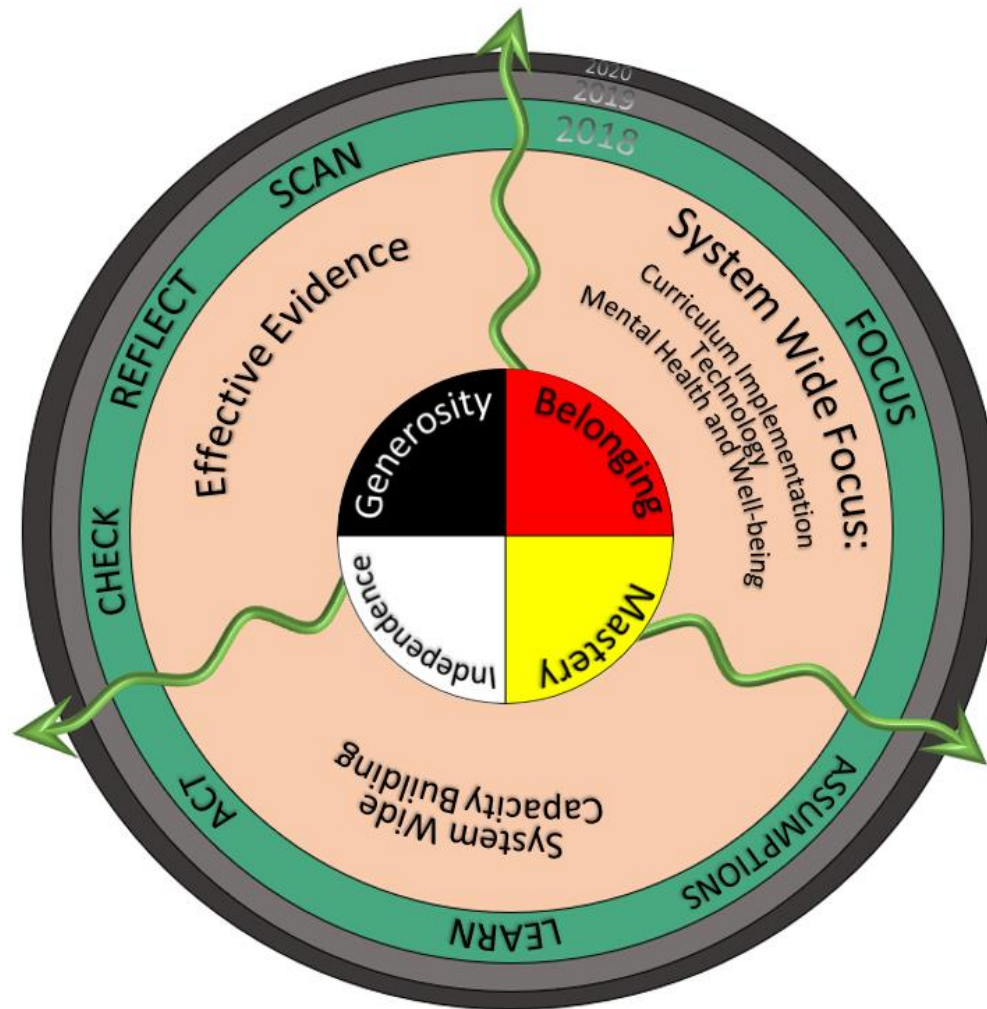 2020
2019
2018
SCAN
FOCUS
ASSUMPTIONS
LEARN
ACT
CHECK
REFLECT
System Wide Focus:
Curriculum Implementation
Technology
Mental Health and Well-being
System Wide
Capacity Building
Effective Evidence
Generosity
Belonging
Mastery
Independence